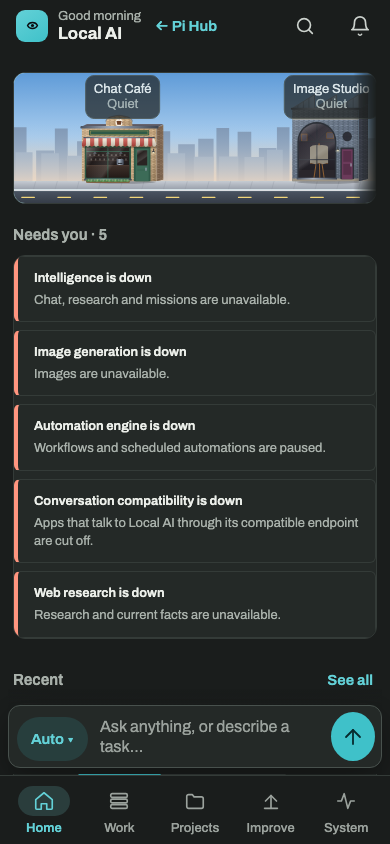 Good morning
Local AI
← Pi Hub
Chat Café
Quiet
Image Studio
Quiet
Needs you · 5
Intelligence is down
Chat, research and missions are unavailable.
Image generation is down
Images are unavailable.
Automation engine is down
Workflows and scheduled automations are paused.
Conversation compatibility is down
Apps that talk to Local AI through its compatible endpoint
are cut off.
Web research is down
Research and current facts are unavailable.
Recent
See all
Auto ▾
Ask anything, or describe a
task...
Home
Work
Projects
Improve
System